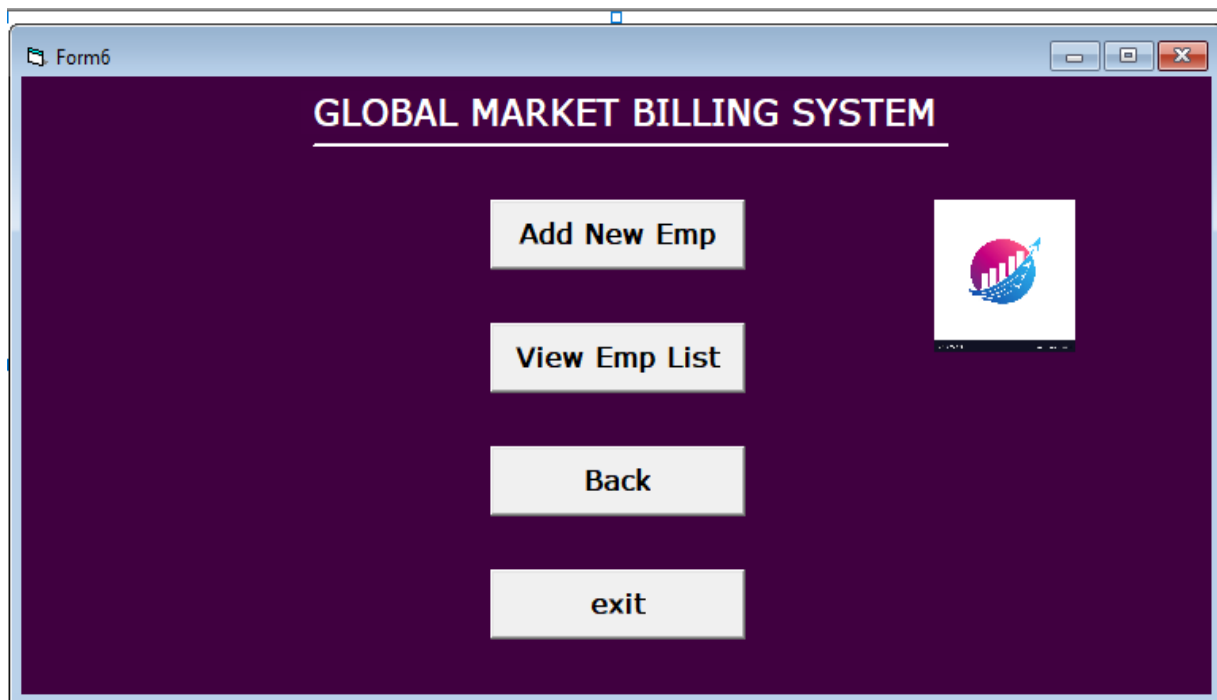 Form6
GLOBAL MARKET BILLING SYSTEM
Add New Emp
View Emp List
Back
exit